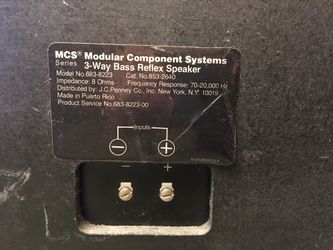 MCS® Modular Component Systems
Series 3-Way Bass Reflex Speaker
Model No. 683-8223 Cat. No. 853-2640
Impedance: 8 Ohms Frequency Response: 70-20,000 Hz
Distributed by: J.C. Penney Co., Inc. New York, N.Y. 10019
Made in Puerto Rico
Product Service No. 683-8223-00
Inputs
− +
− +